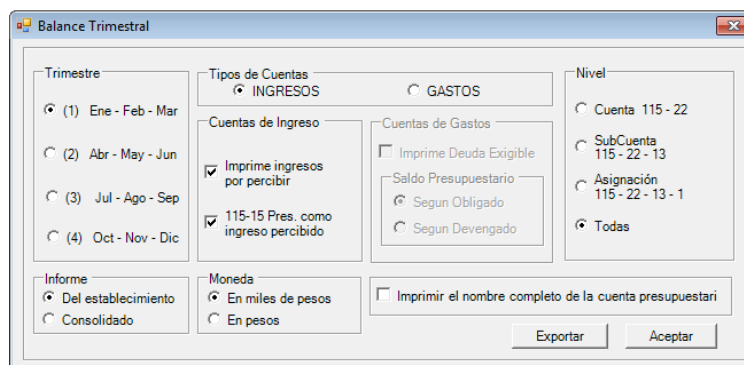 Balance Trimestral
Trimestre
(1) Ene - Feb - Mar
(2) Abr - May - Jun
(3) Jul - Ago - Sep
(4) Oct - Nov - Dic
Tipos de Cuentas
INGRESOS
GASTOS
Cuentas de Ingreso
Imprime ingresos
por percibir
115-15 Pres. como
ingreso percibido
Cuentas de Gastos
Imprime Deuda Exigible
Saldo Presupuestario
Segun Obligado
Segun Devengado
Nivel
Cuenta 115 - 22
SubCuenta
115 - 22 - 13
Asignación
115 - 22 - 13 - 1
Todas
Informe
Del establecimiento
Consolidado
Moneda
En miles de pesos
En pesos
Imprimir el nombre completo de la cuenta presupuestari
Exportar
Aceptar